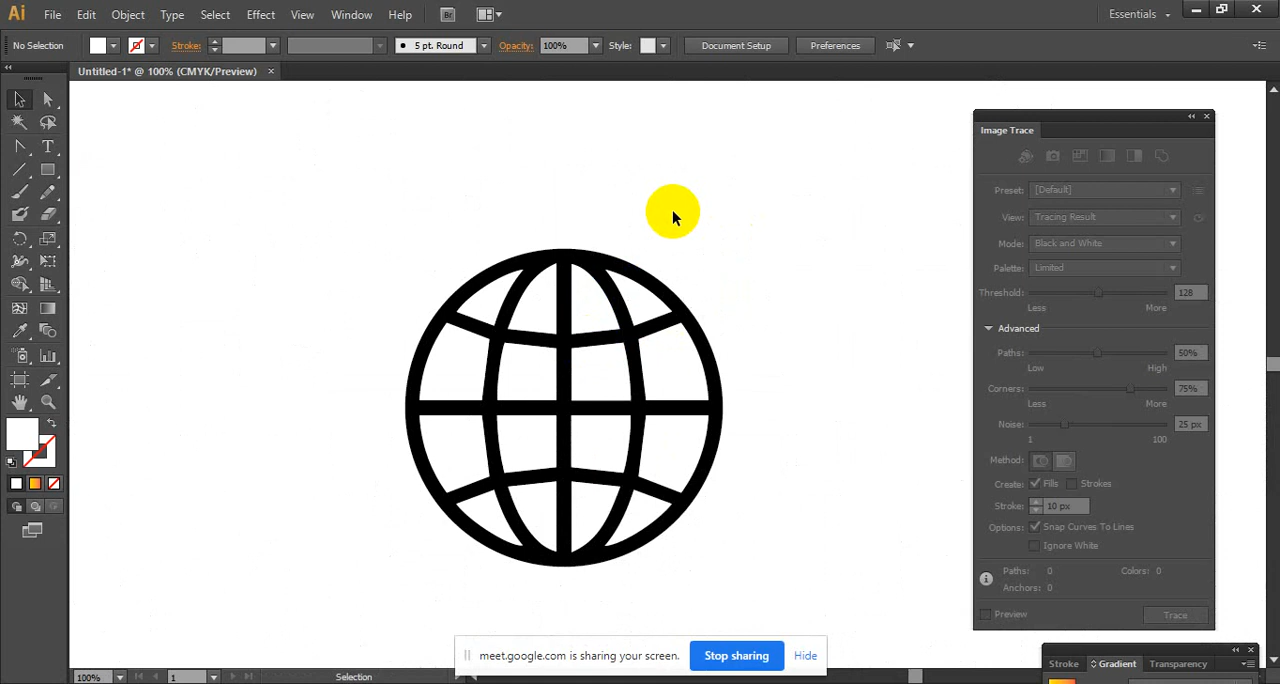 Ai File Edit Object Type Select Effect View Window Help Br Essentials
No Selection Stroke: 5 pt. Round Opacity: 100% Style: Document Setup Preferences
Untitled-1* @ 100% (CMYK/Preview)
Image Trace
Preset: [Default]
View: Tracing Result
Mode: Black and White
Palette: Limited
Threshold: 128
Less More
Advanced
Paths: 50%
Low High
Corners: 75%
Less More
Noise: 25 px
1 100
Method:
Create: Fills Strokes
Stroke: 10 px
Options: Snap Curves To Lines
Ignore White
Paths: 0 Colors: 0
Anchors: 0
Preview Trace
meet.google.com is sharing your screen. Stop sharing Hide
Stroke Gradient Transparency
100% 1 Selection